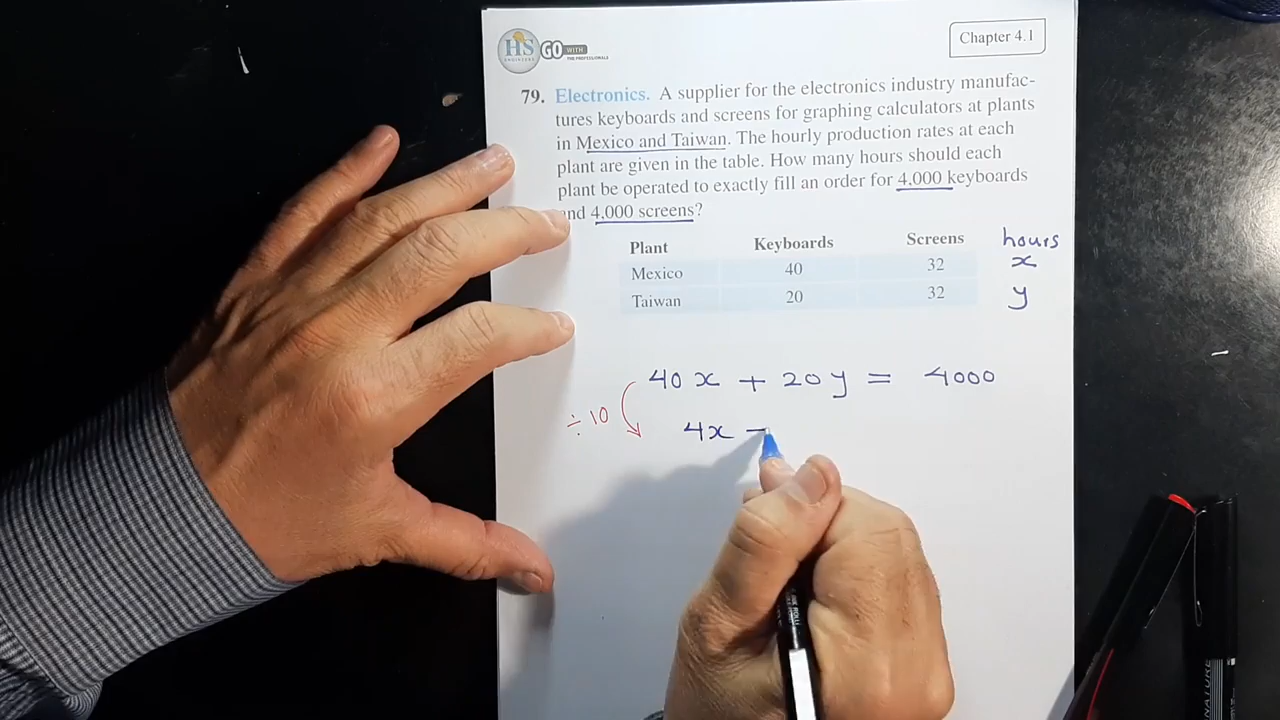 HS GO WITH
ENGINEERS THE PROFESSIONALS
Chapter 4.1
79. Electronics. A supplier for the electronics industry manufac-
tures keyboards and screens for graphing calculators at plants
in Mexico and Taiwan. The hourly production rates at each
plant are given in the table. How many hours should each
plant be operated to exactly fill an order for 4,000 keyboards
and 4,000 screens?
Plant Keyboards Screens hours
Mexico 40 32 x
Taiwan 20 32 y
40x + 20y = 4000
÷10 4x